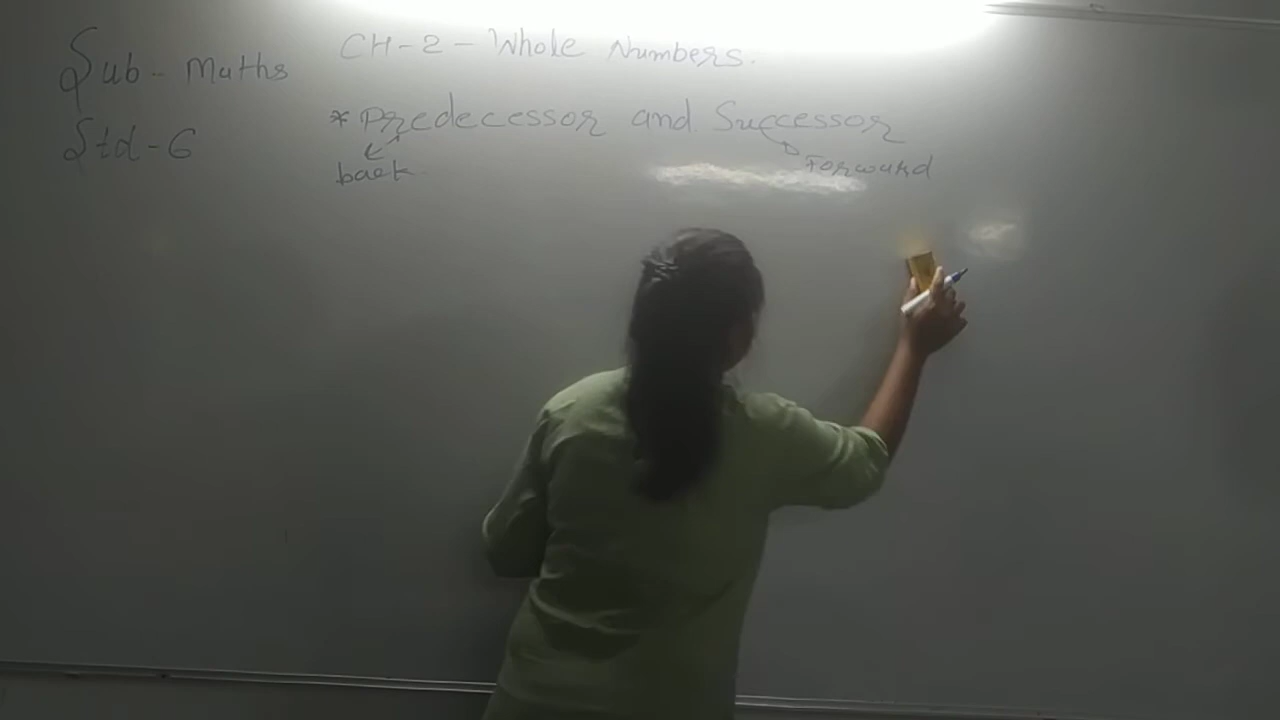 Sub - Maths
Std - 6
CH - 2 - Whole Numbers.
* Predecessor and Successor
back
Forward